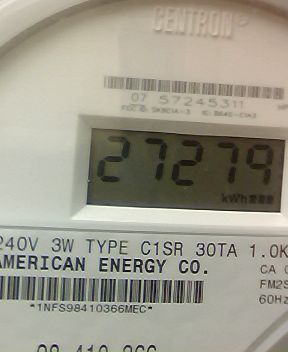 CENTRON®
07 57245311
27279
kWh
240V 3W TYPE C1SR 30TA 1.0K
AMERICAN ENERGY CO.
CA
FM2S
60Hz
*1NFS98410366MEC*